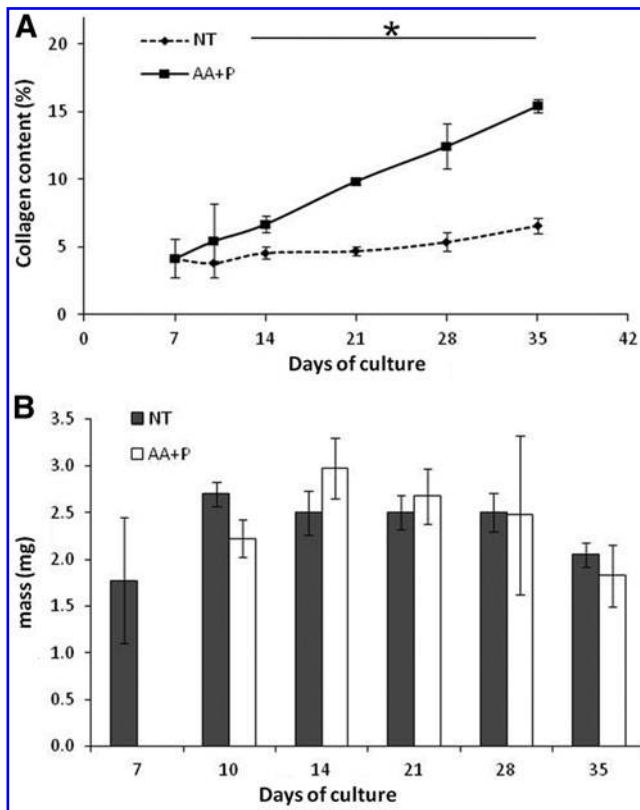 A
NT
AA+P
*
Collagen content (%)
20
15
10
5
0
0 7 14 21 28 35 42
Days of culture
B
NT
AA+P
mass (mg)
3.5
3.0
2.5
2.0
1.5
1.0
0.5
0.0
7 10 14 21 28 35
Days of culture